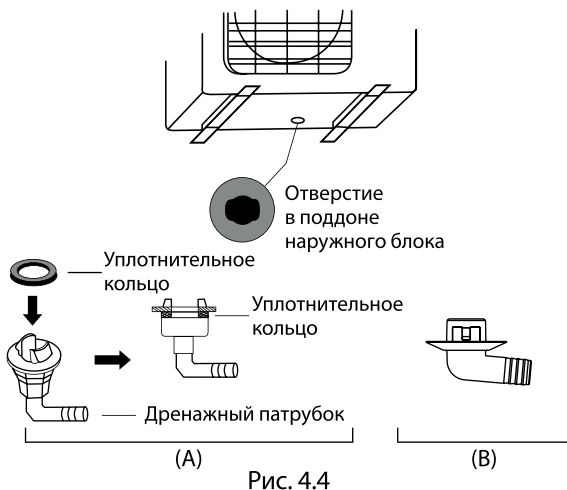 Отверстие
в поддоне
наружного блока
Уплотнительное
кольцо
Уплотнительное
кольцо
Дренажный патрубок
(A)
(B)
Рис. 4.4